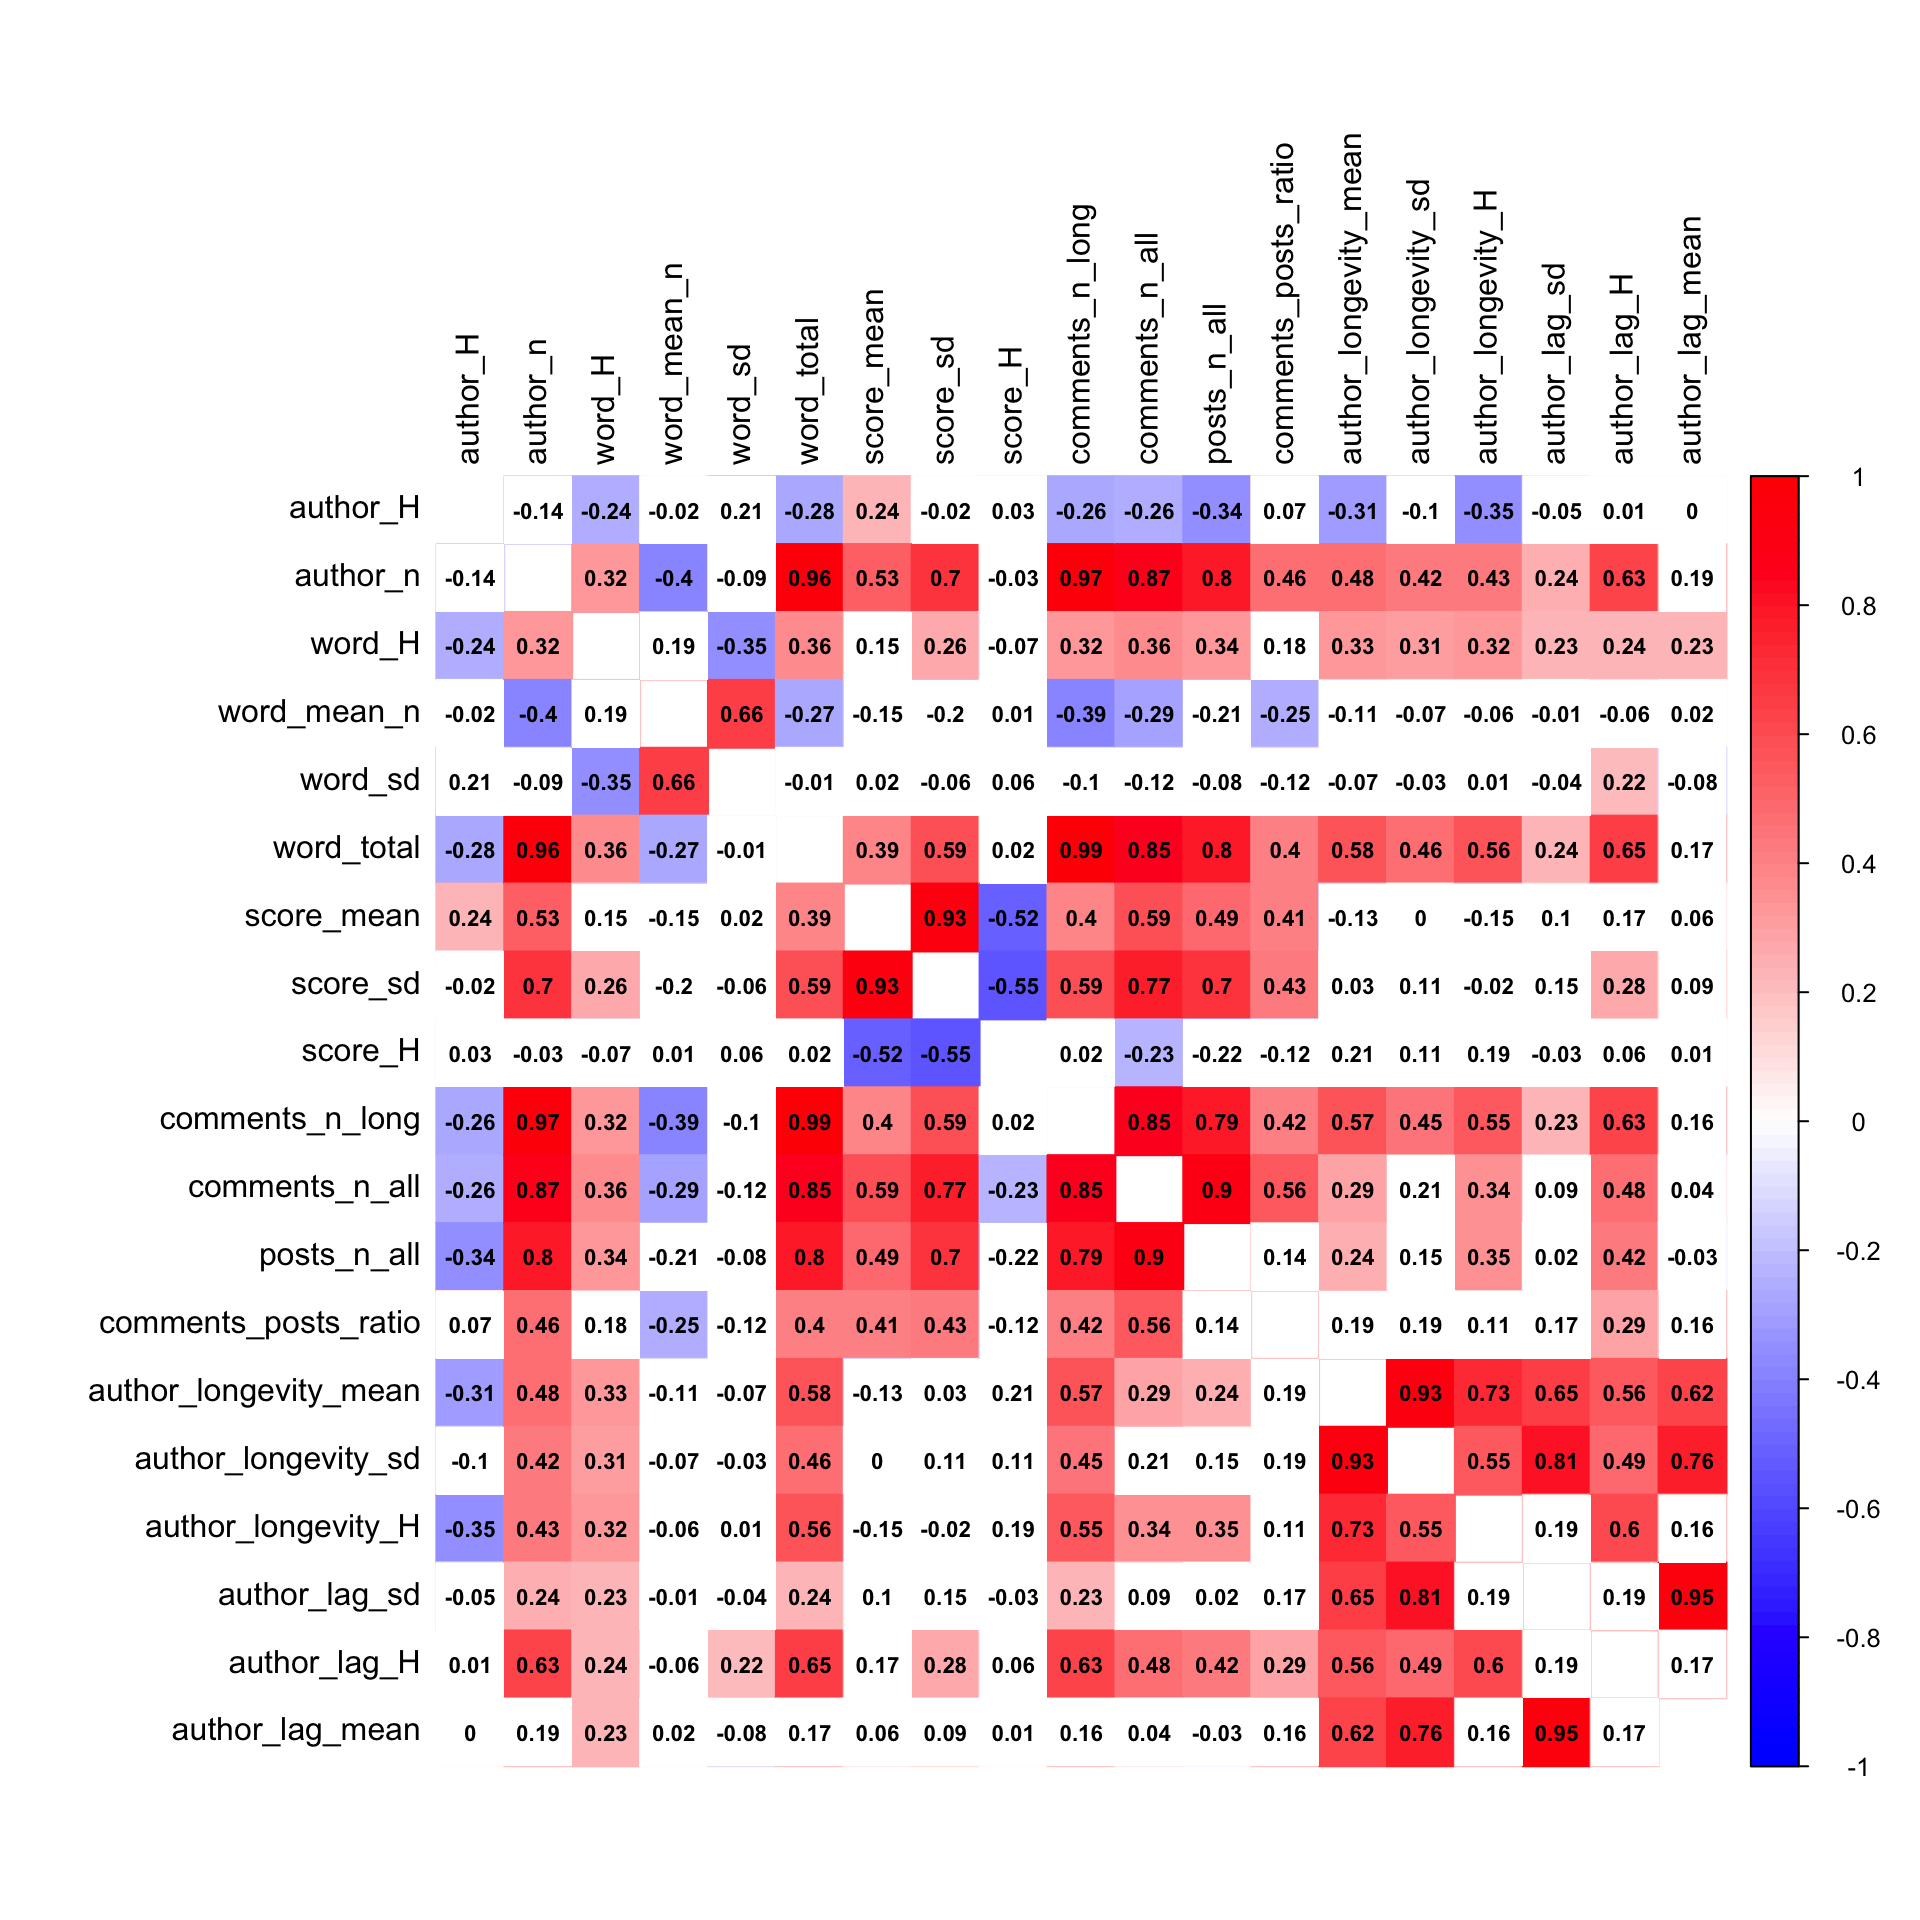 author_H author_n word_H word_mean_n word_sd word_total score_mean score_sd score_H comments_n_long comments_n_all posts_n_all comments_posts_ratio author_longevity_mean author_longevity_sd author_longevity_H author_lag_sd author_lag_H author_lag_mean
author_H -0.14 -0.24 -0.02 0.21 -0.28 0.24 -0.02 0.03 -0.26 -0.26 -0.34 0.07 -0.31 -0.1 -0.35 -0.05 0.01 0
author_n -0.14 0.32 -0.4 -0.09 0.96 0.53 0.7 -0.03 0.97 0.87 0.8 0.46 0.48 0.42 0.43 0.24 0.63 0.19
word_H -0.24 0.32 0.19 -0.35 0.36 0.15 0.26 -0.07 0.32 0.36 0.34 0.18 0.33 0.31 0.32 0.23 0.24 0.23
word_mean_n -0.02 -0.4 0.19 0.66 -0.27 -0.15 -0.2 0.01 -0.39 -0.29 -0.21 -0.25 -0.11 -0.07 -0.06 -0.01 -0.06 0.02
word_sd 0.21 -0.09 -0.35 0.66 -0.01 0.02 -0.06 0.06 -0.1 -0.12 -0.08 -0.12 -0.07 -0.03 0.01 -0.04 0.22 -0.08
word_total -0.28 0.96 0.36 -0.27 -0.01 0.39 0.59 0.02 0.99 0.85 0.8 0.4 0.58 0.46 0.56 0.24 0.65 0.17
score_mean 0.24 0.53 0.15 -0.15 0.02 0.39 0.93 -0.52 0.4 0.59 0.49 0.41 -0.13 0 -0.15 0.1 0.17 0.06
score_sd -0.02 0.7 0.26 -0.2 -0.06 0.59 0.93 -0.55 0.59 0.77 0.7 0.43 0.03 0.11 -0.02 0.15 0.28 0.09
score_H 0.03 -0.03 -0.07 0.01 0.06 0.02 -0.52 -0.55 0.02 -0.23 -0.22 -0.12 0.21 0.11 0.19 -0.03 0.06 0.01
comments_n_long -0.26 0.97 0.32 -0.39 -0.1 0.99 0.4 0.59 0.02 0.85 0.79 0.42 0.57 0.45 0.55 0.23 0.63 0.16
comments_n_all -0.26 0.87 0.36 -0.29 -0.12 0.85 0.59 0.77 -0.23 0.85 0.9 0.56 0.29 0.21 0.34 0.09 0.48 0.04
posts_n_all -0.34 0.8 0.34 -0.21 -0.08 0.8 0.49 0.7 -0.22 0.79 0.9 0.14 0.24 0.15 0.35 0.02 0.42 -0.03
comments_posts_ratio 0.07 0.46 0.18 -0.25 -0.12 0.4 0.41 0.43 -0.12 0.42 0.56 0.14 0.19 0.19 0.11 0.17 0.29 0.16
author_longevity_mean -0.31 0.48 0.33 -0.11 -0.07 0.58 -0.13 0.03 0.21 0.57 0.29 0.24 0.19 0.93 0.73 0.65 0.56 0.62
author_longevity_sd -0.1 0.42 0.31 -0.07 -0.03 0.46 0 0.11 0.11 0.45 0.21 0.15 0.19 0.93 0.55 0.81 0.49 0.76
author_longevity_H -0.35 0.43 0.32 -0.06 0.01 0.56 -0.15 -0.02 0.19 0.55 0.34 0.35 0.11 0.73 0.55 0.19 0.6 0.16
author_lag_sd -0.05 0.24 0.23 -0.01 -0.04 0.24 0.1 0.15 -0.03 0.23 0.09 0.02 0.17 0.65 0.81 0.19 0.19 0.95
author_lag_H 0.01 0.63 0.24 -0.06 0.22 0.65 0.17 0.28 0.06 0.63 0.48 0.42 0.29 0.56 0.49 0.6 0.19 0.17
author_lag_mean 0 0.19 0.23 0.02 -0.08 0.17 0.06 0.09 0.01 0.16 0.04 -0.03 0.16 0.62 0.76 0.16 0.95 0.17
1
0.8
0.6
0.4
0.2
0
-0.2
-0.4
-0.6
-0.8
-1